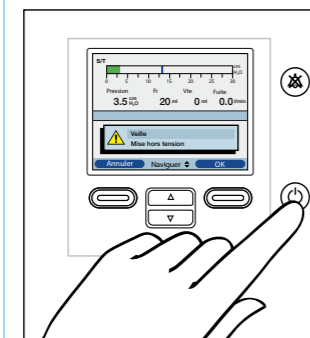 S/T
cm
H₂O
0 5 10 15 20 25 30
Pression Fr Vte Fuite
3.5 cm H₂O 20 ml 0 ml 0.0 l/min
Veille
Mise hors tension
Annuler Naviguer OK